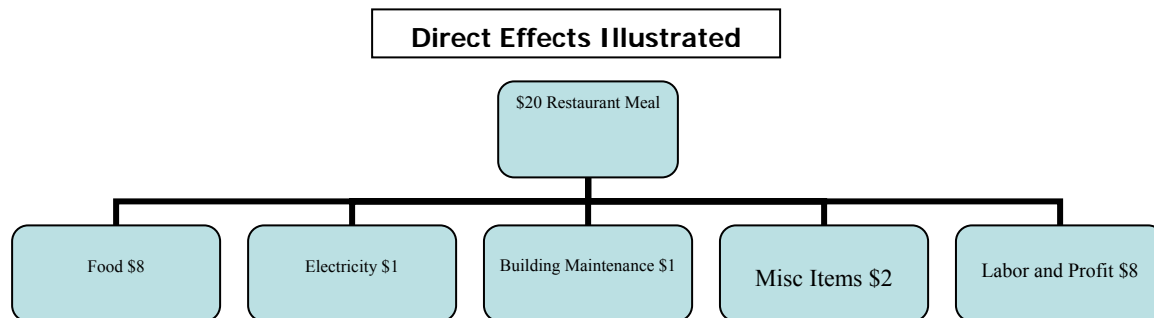 Direct Effects Illustrated
$20 Restaurant Meal
Food $8
Electricity $1
Building Maintenance $1
Misc Items $2
Labor and Profit $8